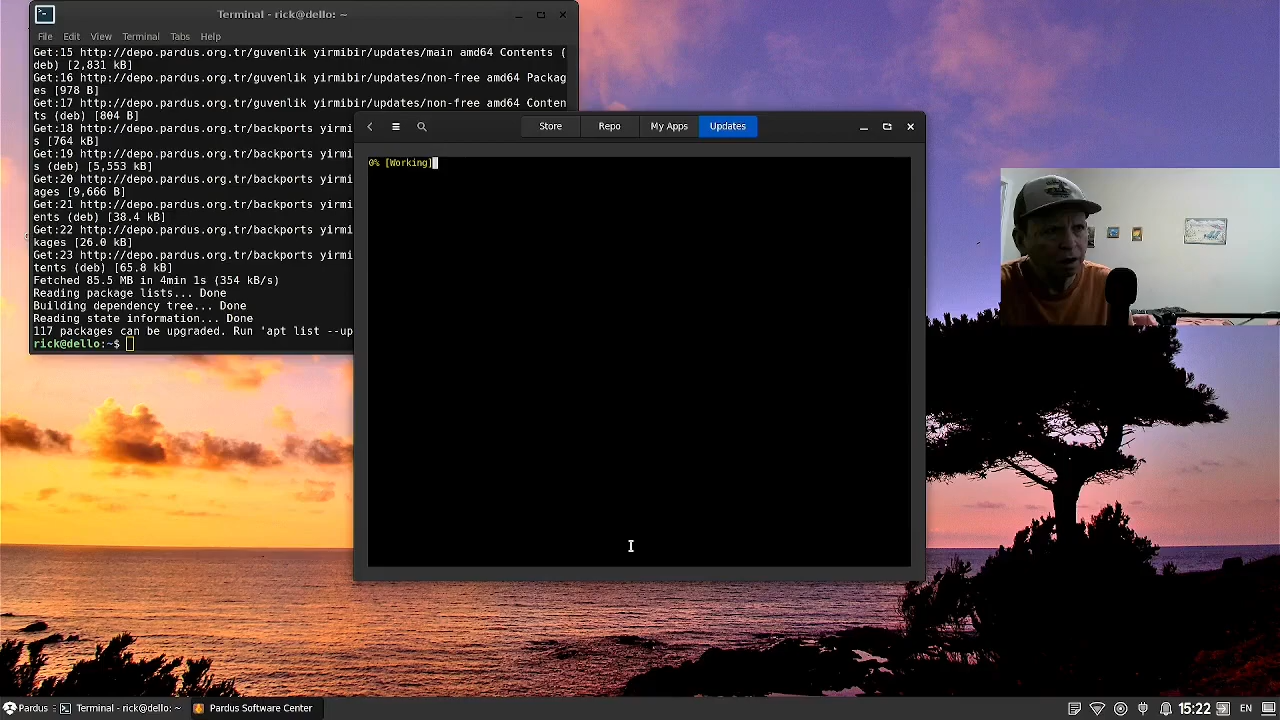 Terminal - rick@dello: ~
File Edit View Terminal Tabs Help
Get:15 http://depo.pardus.org.tr/guvenlik yirmibir/updates/main amd64 Contents (
deb) [2,831 kB]
Get:16 http://depo.pardus.org.tr/guvenlik yirmibir/updates/non-free amd64 Packag
es [978 B]
Get:17 http://depo.pardus.org.tr/guvenlik yirmibir/updates/non-free amd64 Conten
ts (deb) [804 B]
Get:18 http://depo.pardus.org.tr/backports yirmi
s [764 kB]
Get:19 http://depo.pardus.org.tr/backports yirmi
s (deb) [5,553 kB]
Get:20 http://depo.pardus.org.tr/backports yirmi
ages [9,666 B]
Get:21 http://depo.pardus.org.tr/backports yirmi
ents (deb) [38.4 kB]
Get:22 http://depo.pardus.org.tr/backports yirmi
kages [26.0 kB]
Get:23 http://depo.pardus.org.tr/backports yirmi
tents (deb) [65.8 kB]
Fetched 85.5 MB in 4min 1s (354 kB/s)
Reading package lists... Done
Building dependency tree... Done
Reading state information... Done
117 packages can be upgraded. Run 'apt list --up
rick@dello:~$
Store Repo My Apps Updates
0% [Working]
Pardus Terminal - rick@dello: ~ Pardus Software Center 15:22 EN